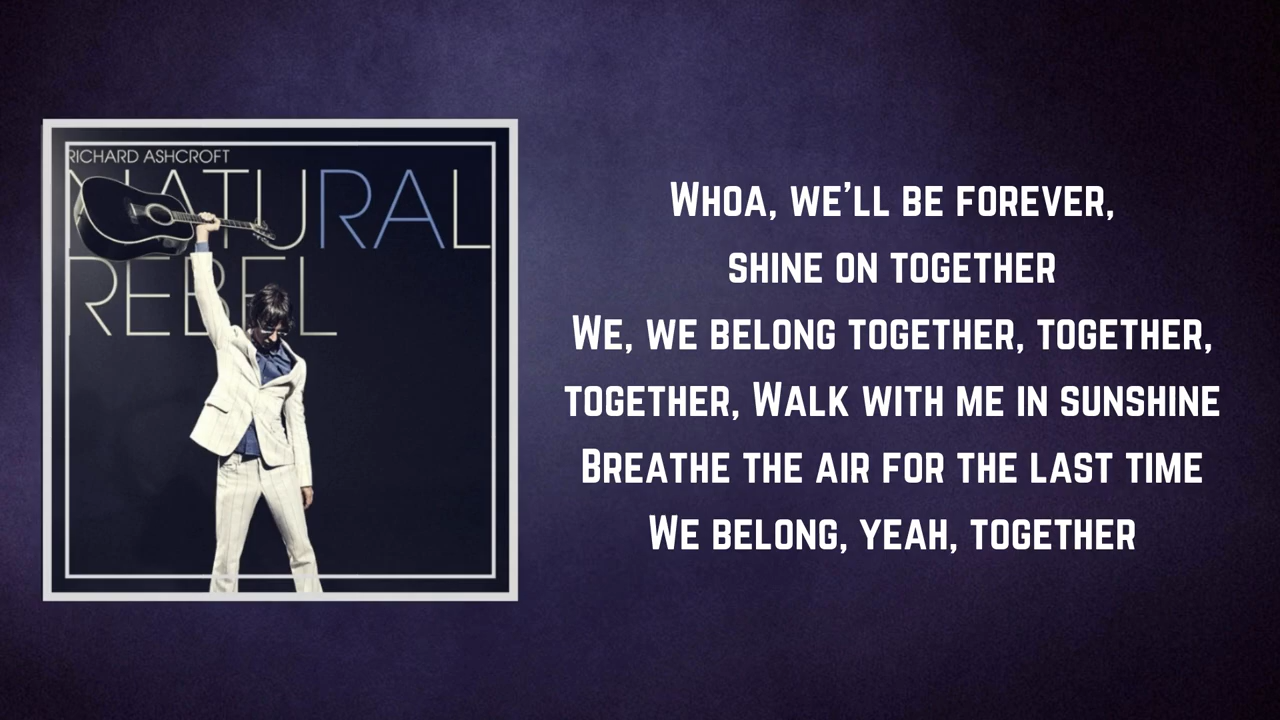 RICHARD ASHCROFT
NATURAL
REBEL
Whoa, we'll be forever,
shine on together
We, we belong together, together,
together, Walk with me in sunshine
Breathe the air for the last time
We belong, yeah, together